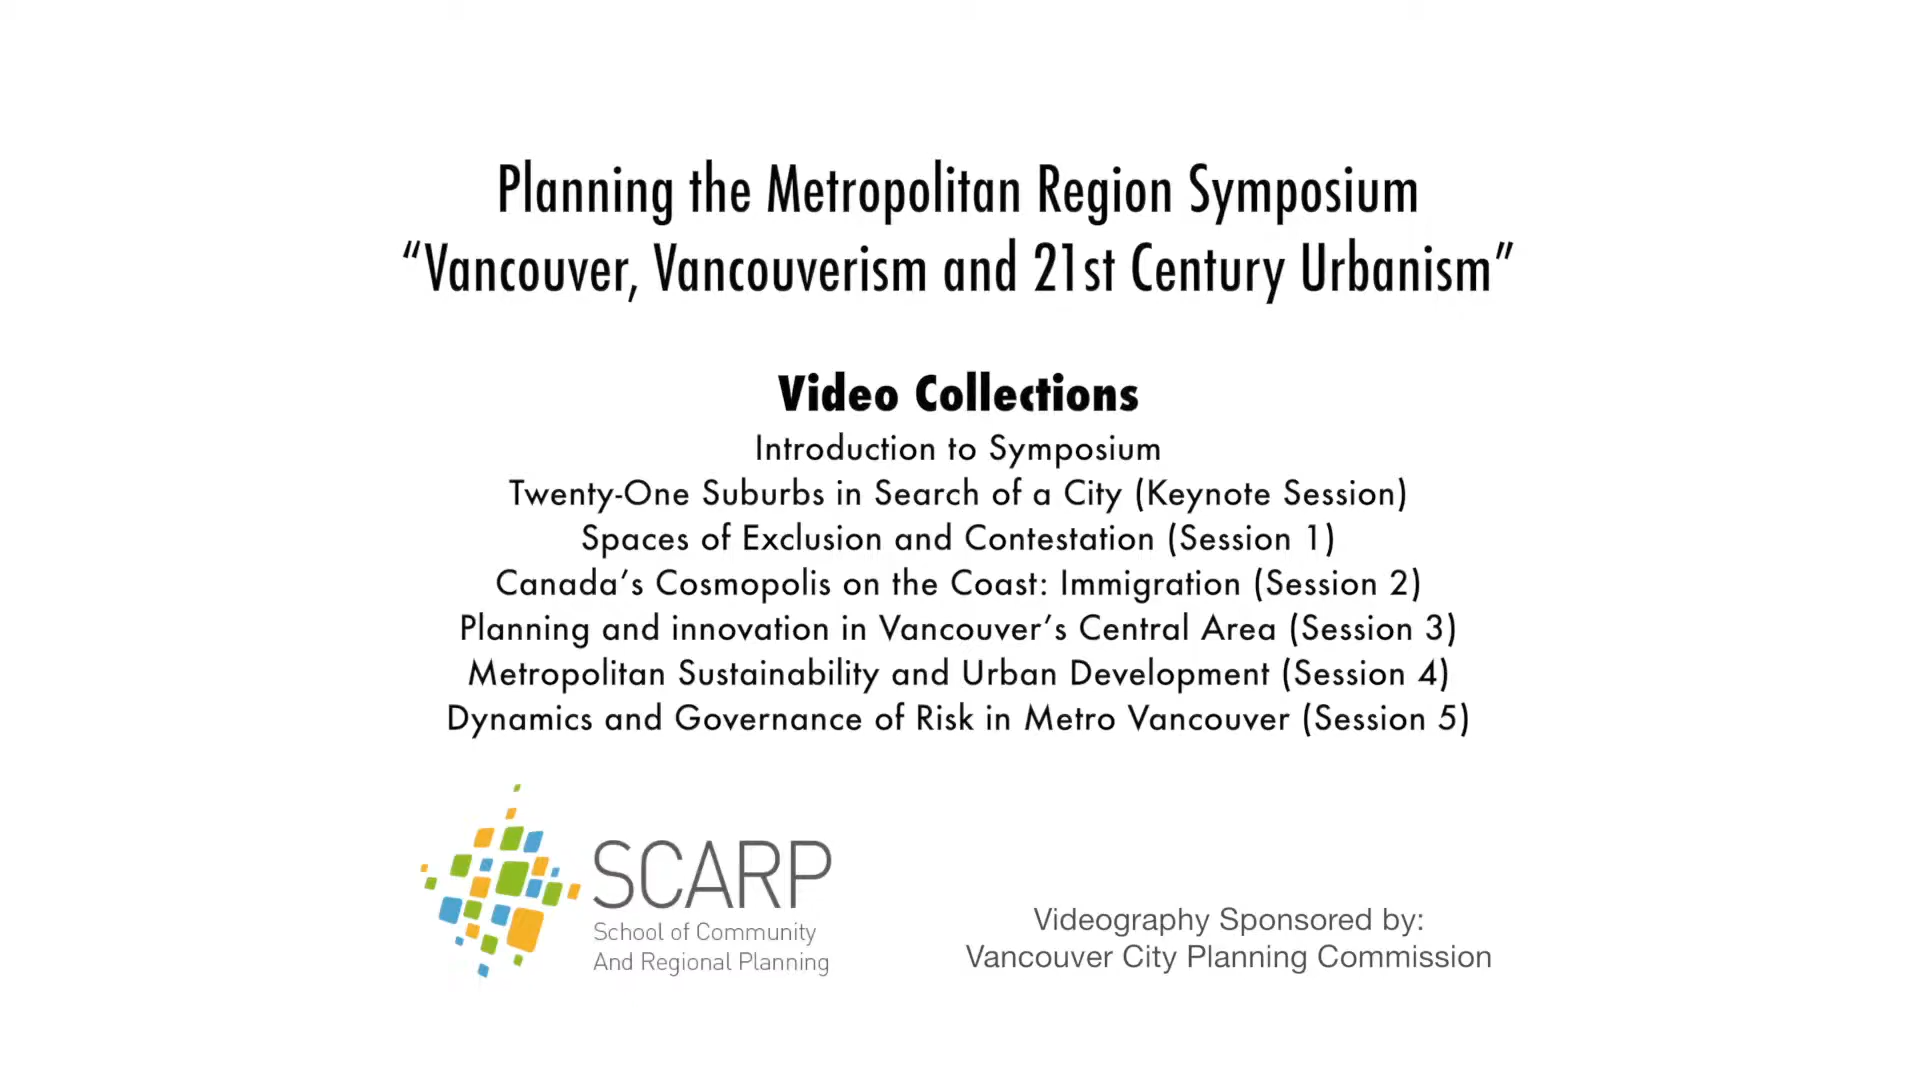 Planning the Metropolitan Region Symposium
“Vancouver, Vancouverism and 21st Century Urbanism”
Video Collections
Introduction to Symposium
Twenty-One Suburbs in Search of a City (Keynote Session)
Spaces of Exclusion and Contestation (Session 1)
Canada’s Cosmopolis on the Coast: Immigration (Session 2)
Planning and innovation in Vancouver’s Central Area (Session 3)
Metropolitan Sustainability and Urban Development (Session 4)
Dynamics and Governance of Risk in Metro Vancouver (Session 5)
SCARP
School of Community
And Regional Planning
Videography Sponsored by:
Vancouver City Planning Commission